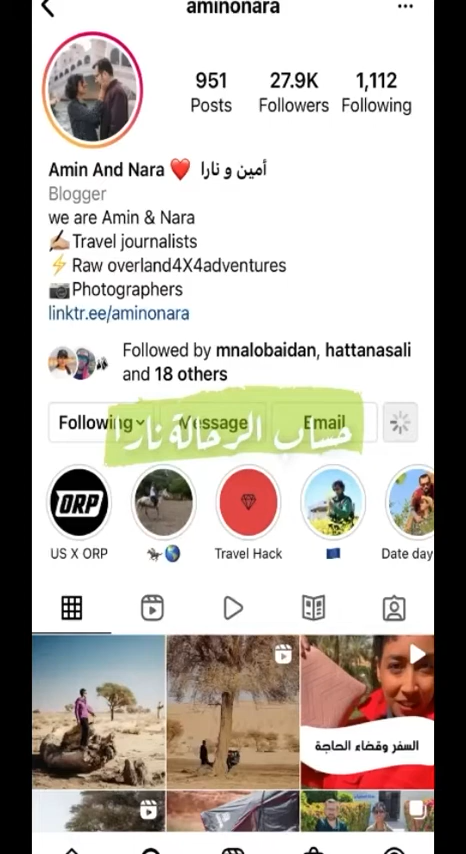 aminonara
951 27.9K 1,112
Posts Followers Following
Amin And Nara ❤️ أمين و نارا
Blogger
we are Amin & Nara
✍🏻Travel journalists
⚡Raw overland4X4adventures
📷Photographers
linktr.ee/aminonara
Followed by mnalobaidan, hattanasali
and 18 others
Following Message Email
حساب الرحالة نارا
ORP
US X ORP 🏇🌎 Travel Hack 🇪🇺 Date day
السفر وقضاء الحاجة